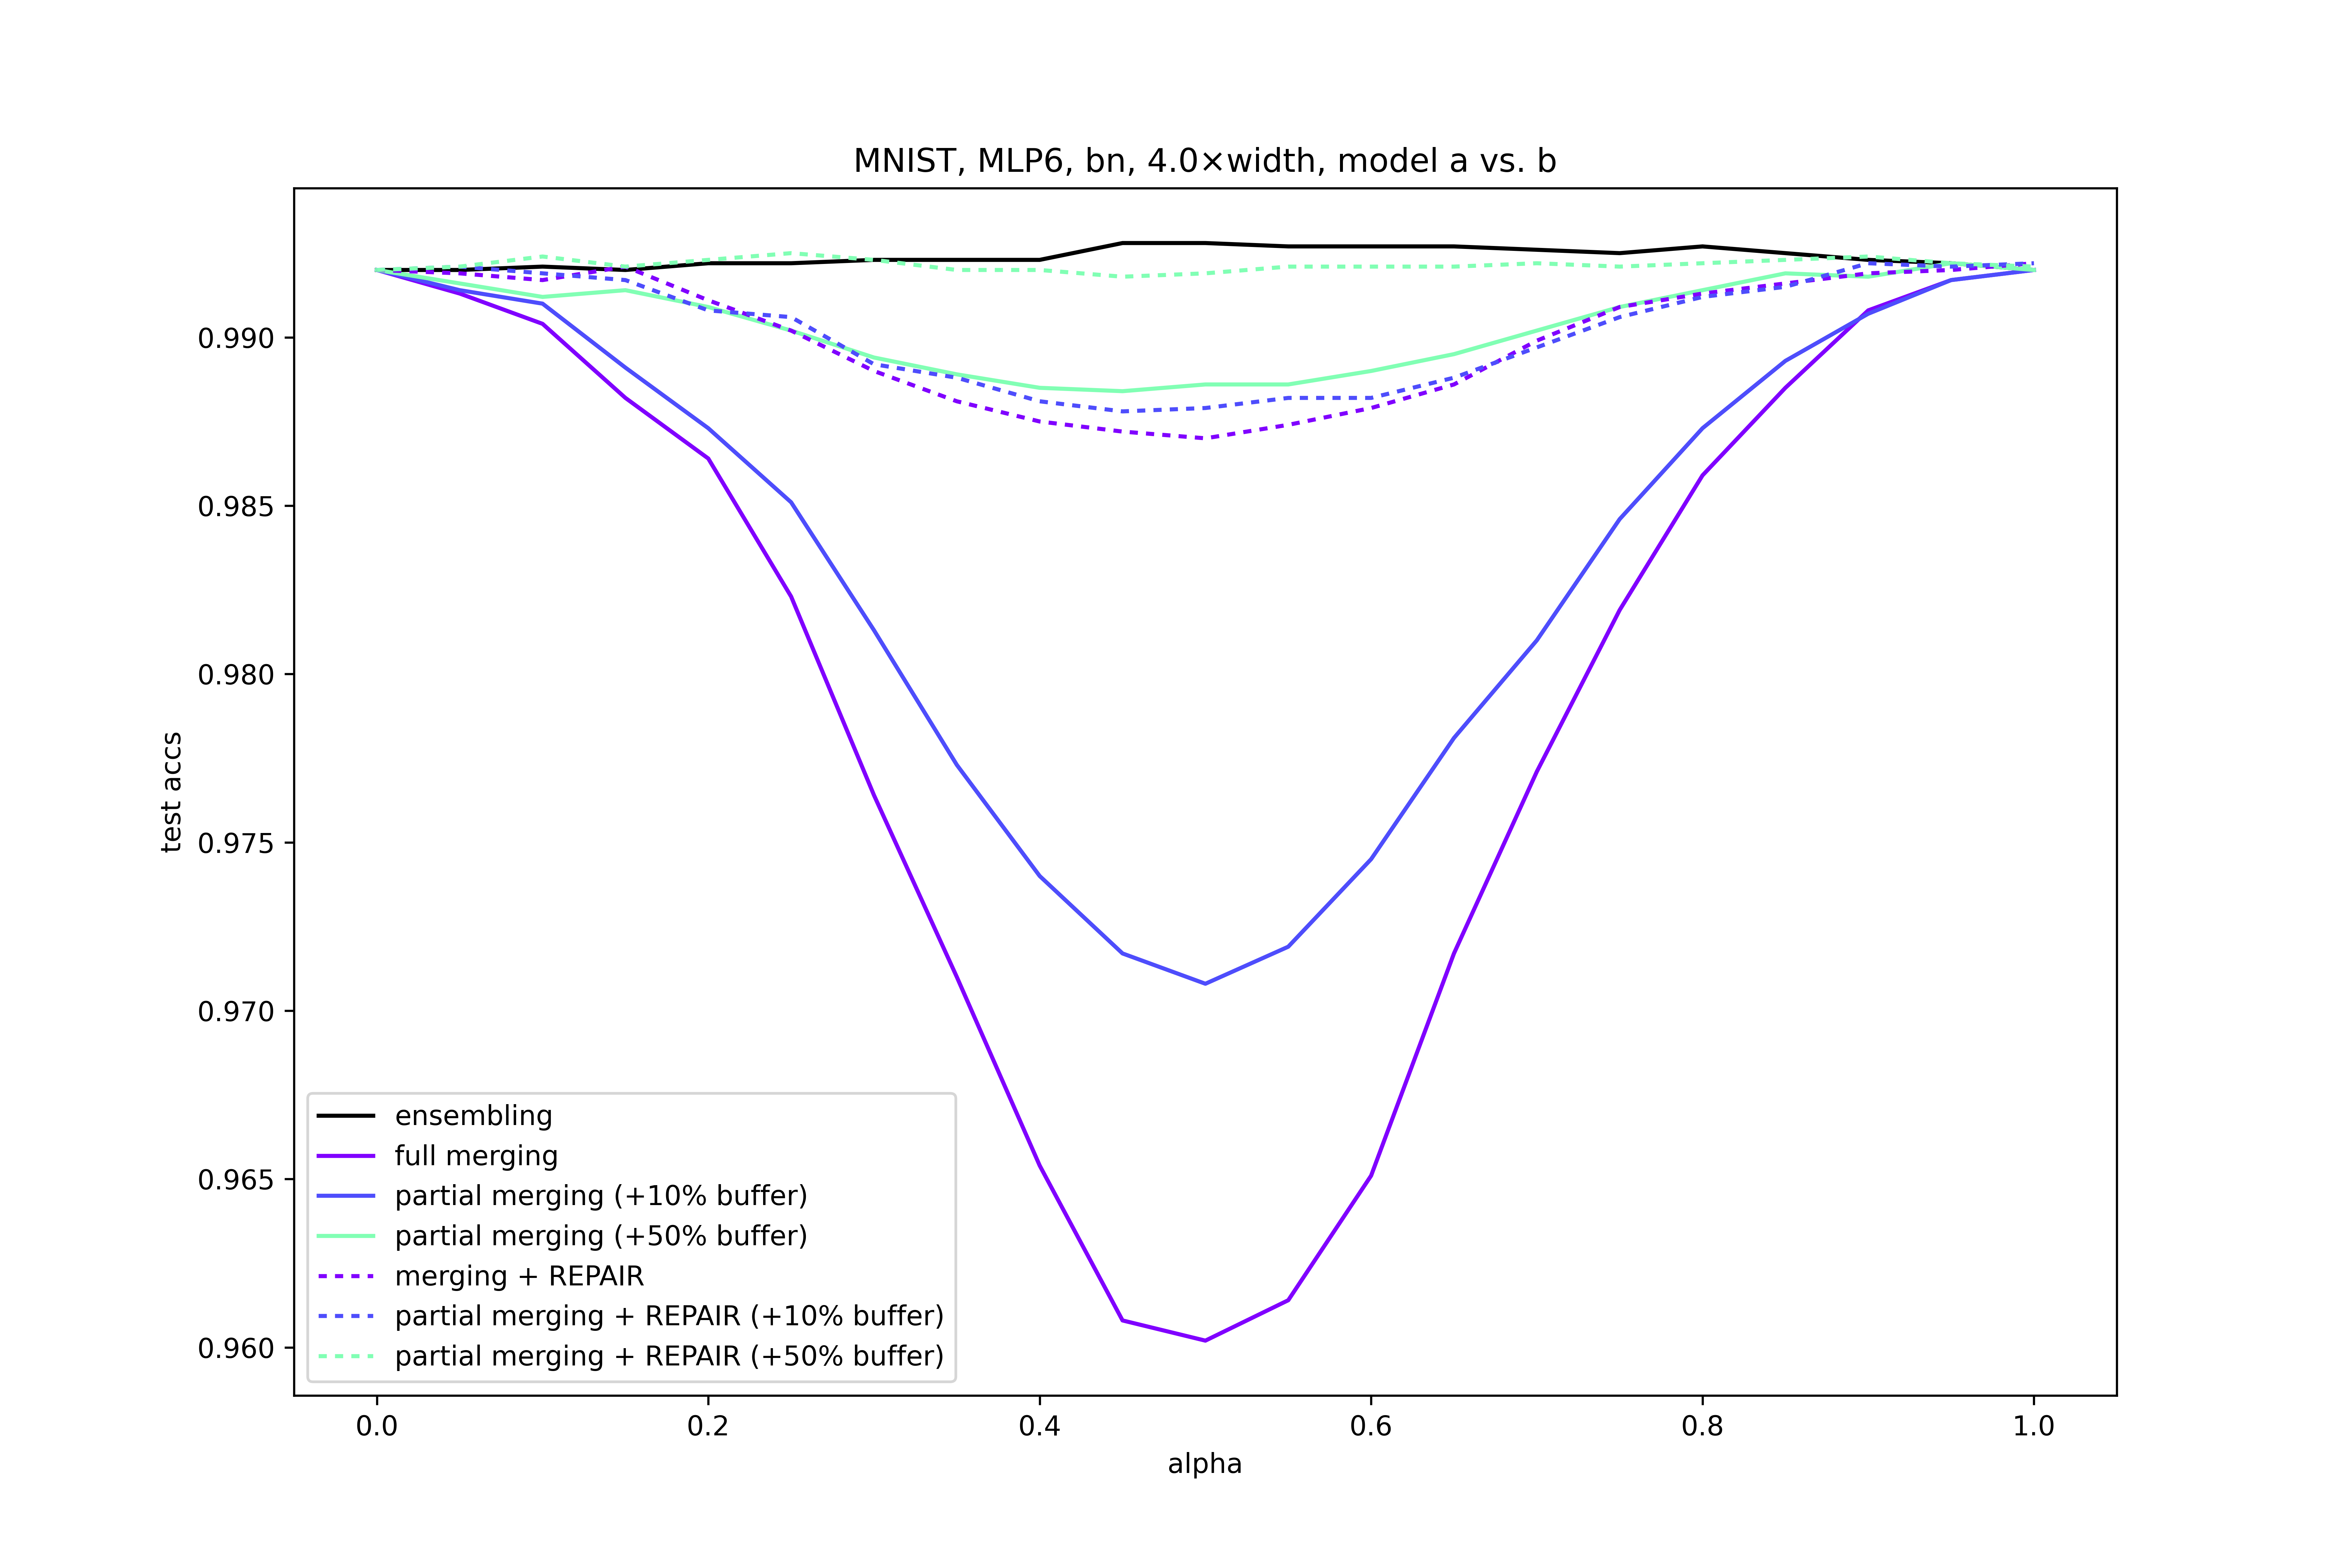 MNIST, MLP6, bn, 4.0×width, model a vs. b
0.990
0.985
0.980
0.975
0.970
0.965
0.960
test accs
ensembling
full merging
partial merging (+10% buffer)
partial merging (+50% buffer)
merging + REPAIR
partial merging + REPAIR (+10% buffer)
partial merging + REPAIR (+50% buffer)
0.0 0.2 0.4 0.6 0.8 1.0
alpha